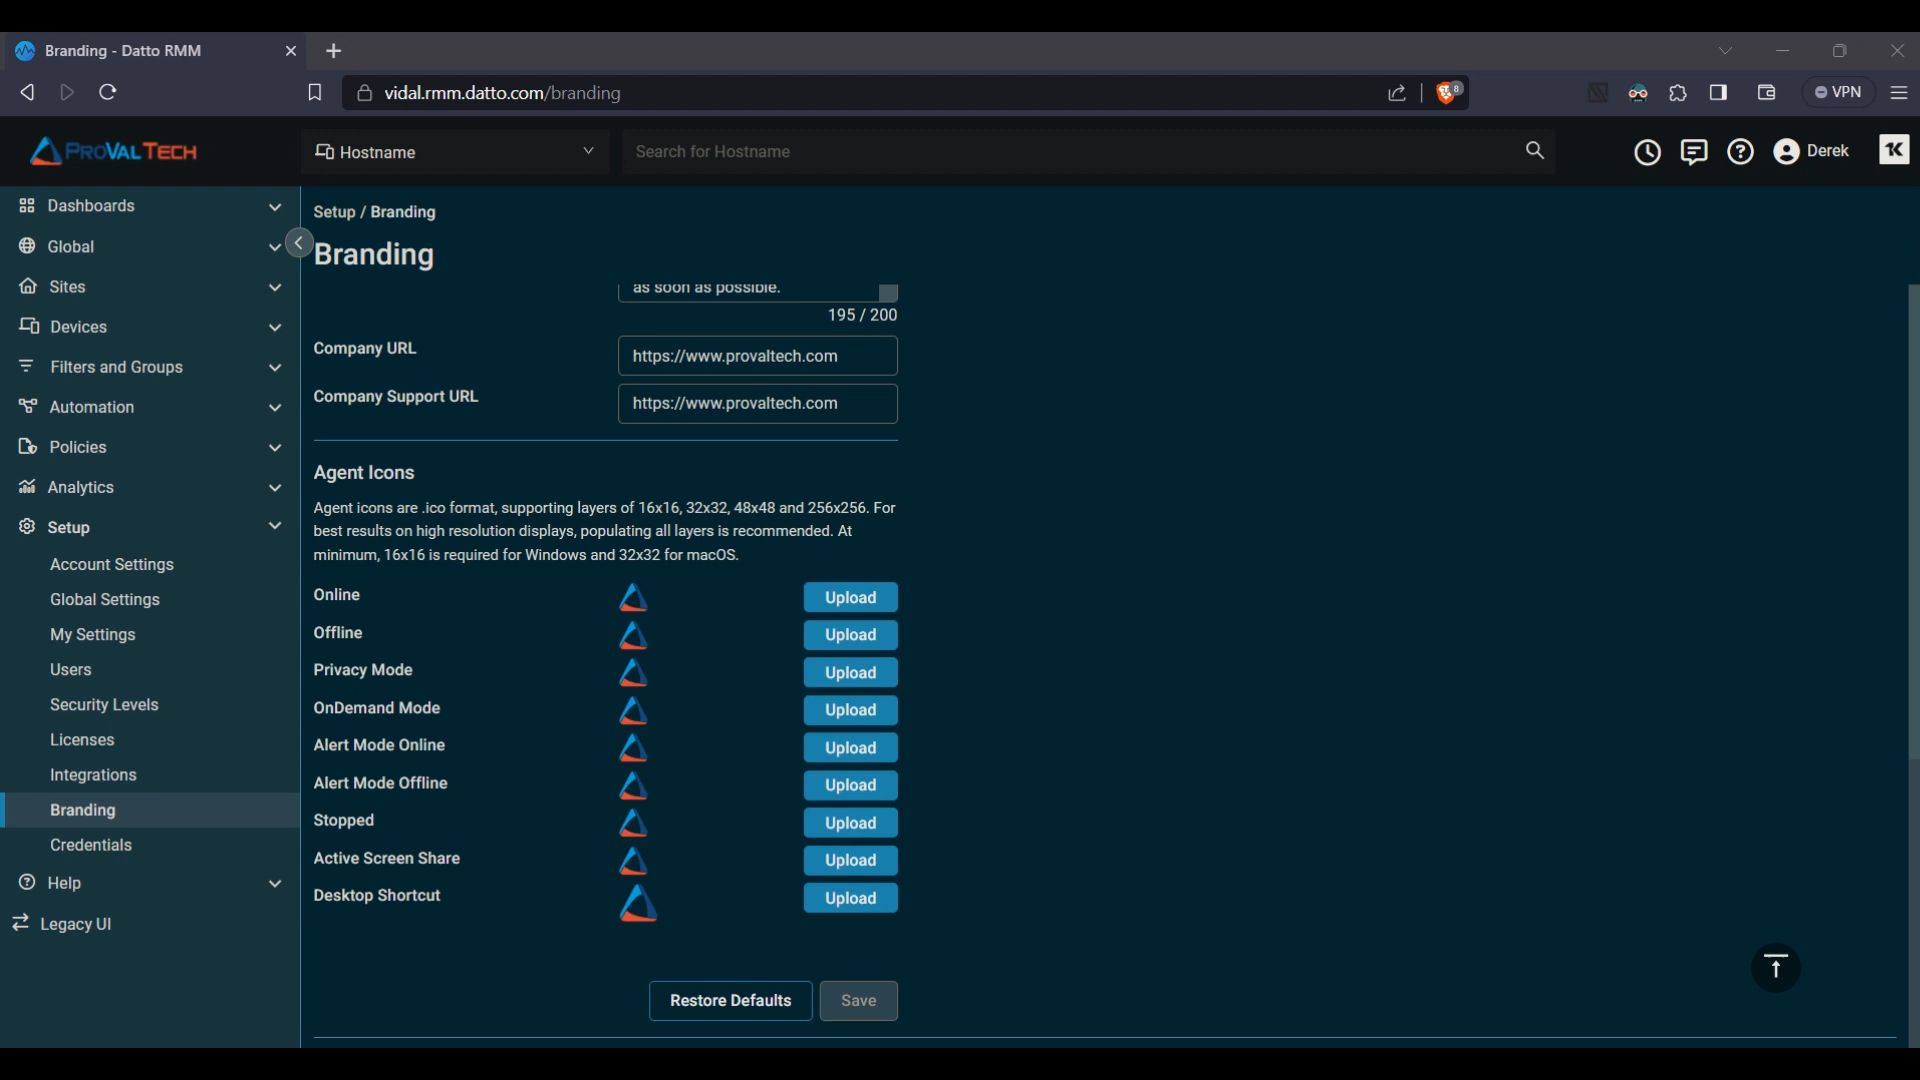 Branding - Datto RMM
vidal.rmm.datto.com/branding
8
VPN
PROVAL TECH
Hostname
Search for Hostname
Derek
K
Dashboards
Global
Sites
Devices
Filters and Groups
Automation
Policies
Analytics
Setup
Account Settings
Global Settings
My Settings
Users
Security Levels
Licenses
Integrations
Branding
Credentials
Help
Legacy UI
Setup / Branding
Branding
as soon as possible.
195 / 200
Company URL
https://www.provaltech.com
Company Support URL
https://www.provaltech.com
Agent Icons
Agent icons are .ico format, supporting layers of 16x16, 32x32, 48x48 and 256x256. For
best results on high resolution displays, populating all layers is recommended. At
minimum, 16x16 is required for Windows and 32x32 for macOS.
Online Upload
Offline Upload
Privacy Mode Upload
OnDemand Mode Upload
Alert Mode Online Upload
Alert Mode Offline Upload
Stopped Upload
Active Screen Share Upload
Desktop Shortcut Upload
Restore Defaults Save